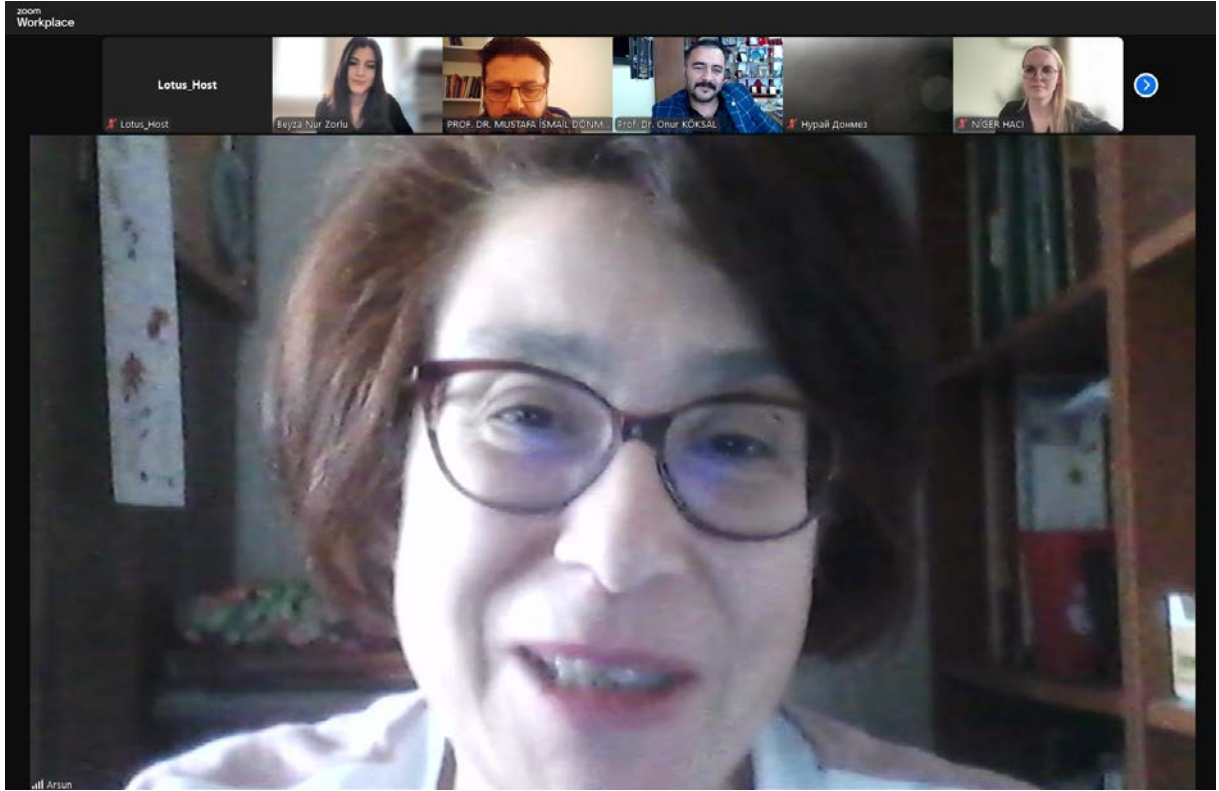 zoom
Workplace
Lotus_Host
Lotus_Host
Beyza Nur Zorlu
PROF. DR. MUSTAFA İSMAİL DÖNM...
Prof. Dr. Onur KÖKSAL
Нурай Донмез
NİGER HACI
Arsun